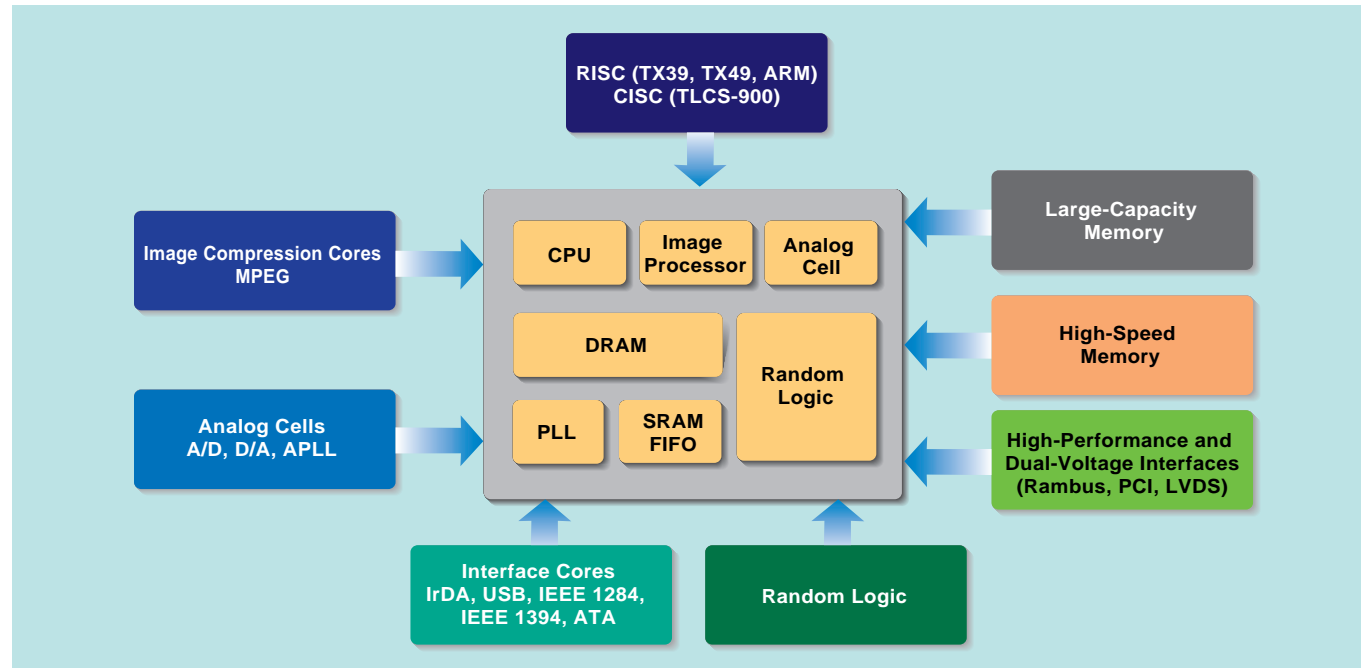 RISC (TX39, TX49, ARM)
CISC (TLCS-900)
Image Compression Cores
MPEG
Analog Cells
A/D, D/A, APLL
CPU
Image
Processor
Analog
Cell
DRAM
Random
Logic
PLL
SRAM
FIFO
Large-Capacity
Memory
High-Speed
Memory
High-Performance and
Dual-Voltage Interfaces
(Rambus, PCI, LVDS)
Interface Cores
IrDA, USB, IEEE 1284,
IEEE 1394, ATA
Random Logic